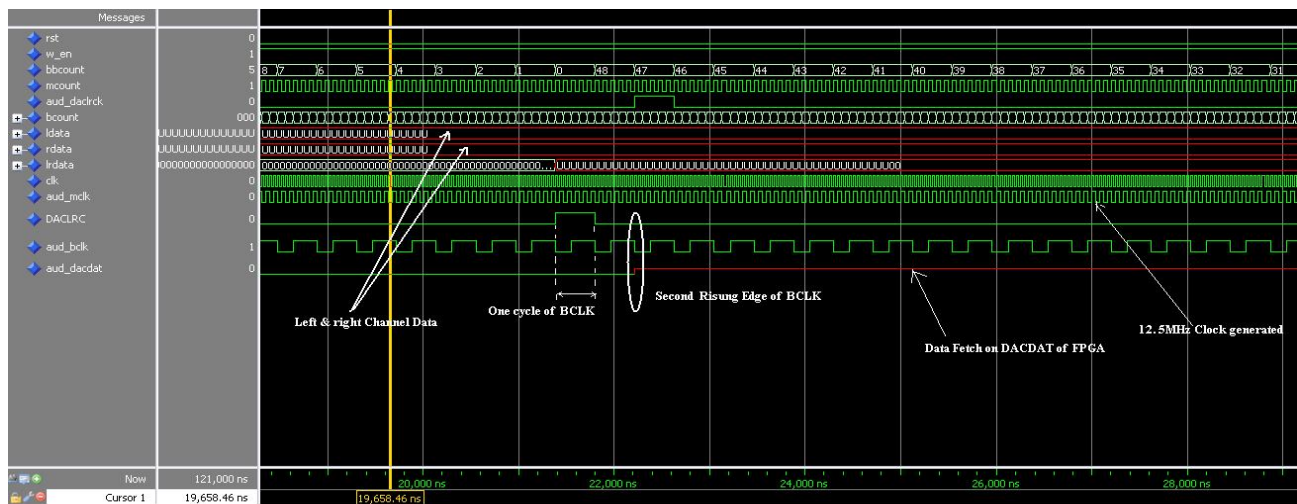 Messages
rst 0
w_en 1
bbcount 5 8 7 6 5 4 3 2 1 0 48 47 46 45 44 43 42 41 40 39 38 37 36 35 34 33 32 31
mcount 1
aud_daclrck 0
bcount 000
ldata
rdata
lrdata
clk 0
aud_mclk 0
DACLRC 0
aud_bclk 1
aud_dacdat 0
Left & right Channel Data
One cycle of BCLK
Second Risung Edge of BCLK
Data Fetch on DACDAT of FPGA
12.5MHz Clock generated
Now 121,000 ns
20,000 ns 22,000 ns 24,000 ns 26,000 ns 28,000 ns
Cursor 1 19,658.46 ns 19,658.46 ns